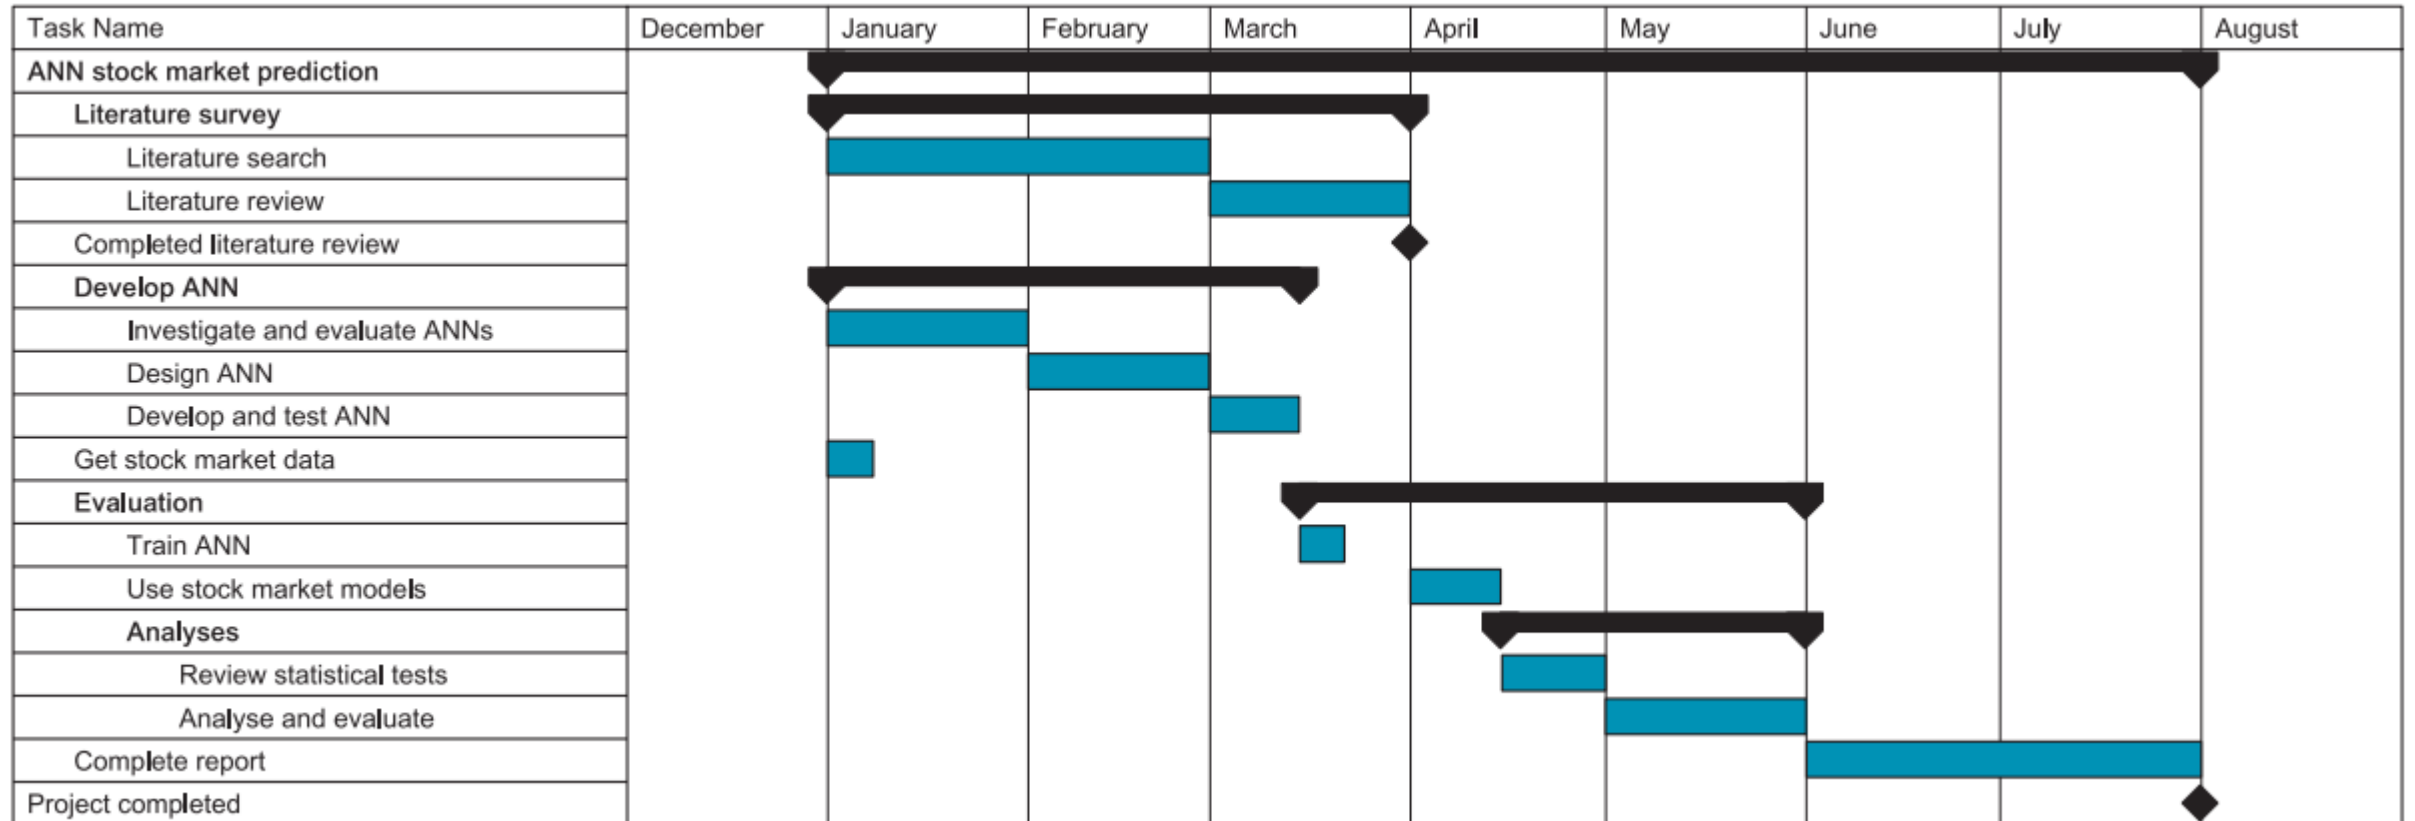 Task Name December January February March April May June July August
ANN stock market prediction
Literature survey
Literature search
Literature review
Completed literature review
Develop ANN
Investigate and evaluate ANNs
Design ANN
Develop and test ANN
Get stock market data
Evaluation
Train ANN
Use stock market models
Analyses
Review statistical tests
Analyse and evaluate
Complete report
Project completed